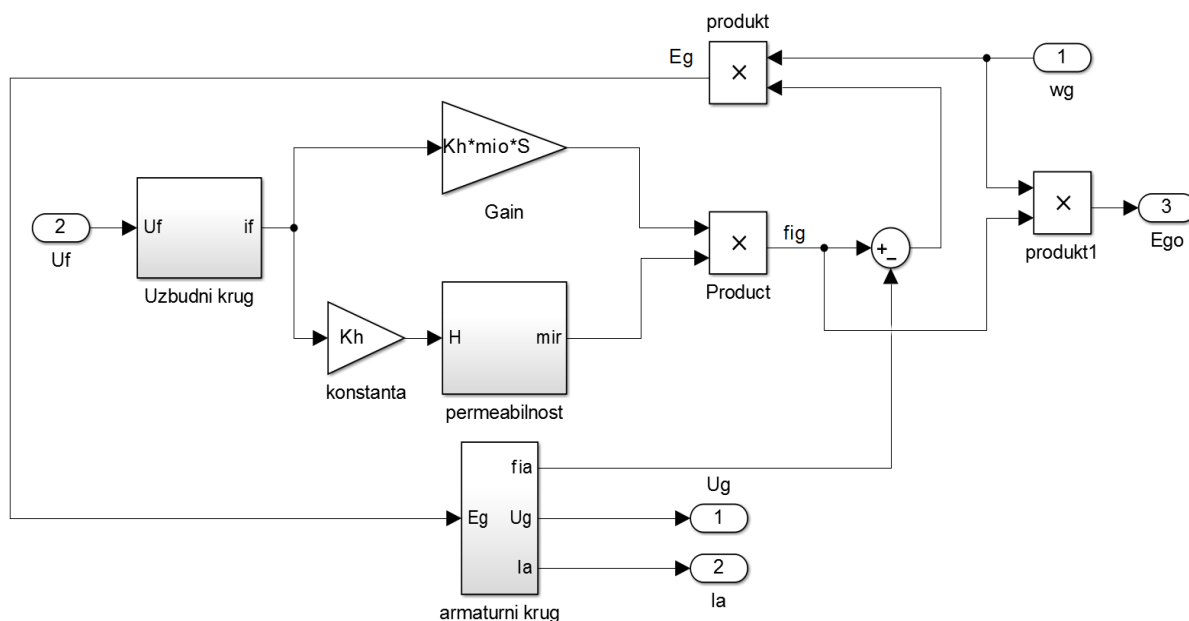 produkt
Eg
×
1
wg
Kh*mio*S
Gain
Uf
if
2
Uf
Uzbudni krug
×
Product
fig
+
−
×
produkt1
3
Ego
Kh
konstanta
H
mir
permeabilnost
fia
Eg
Ug
Ia
armaturni krug
Ug
1
2
Ia